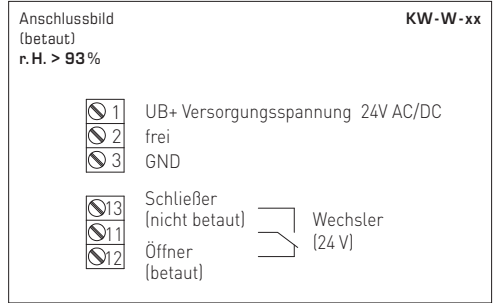 Anschlussbild KW-W-xx
(betaut)
r.H. > 93%
1 UB+ Versorgungsspannung 24V AC/DC
2 frei
3 GND
13 Schließer
(nicht betaut)
11 Wechsler
(24 V)
12 Öffner
(betaut)